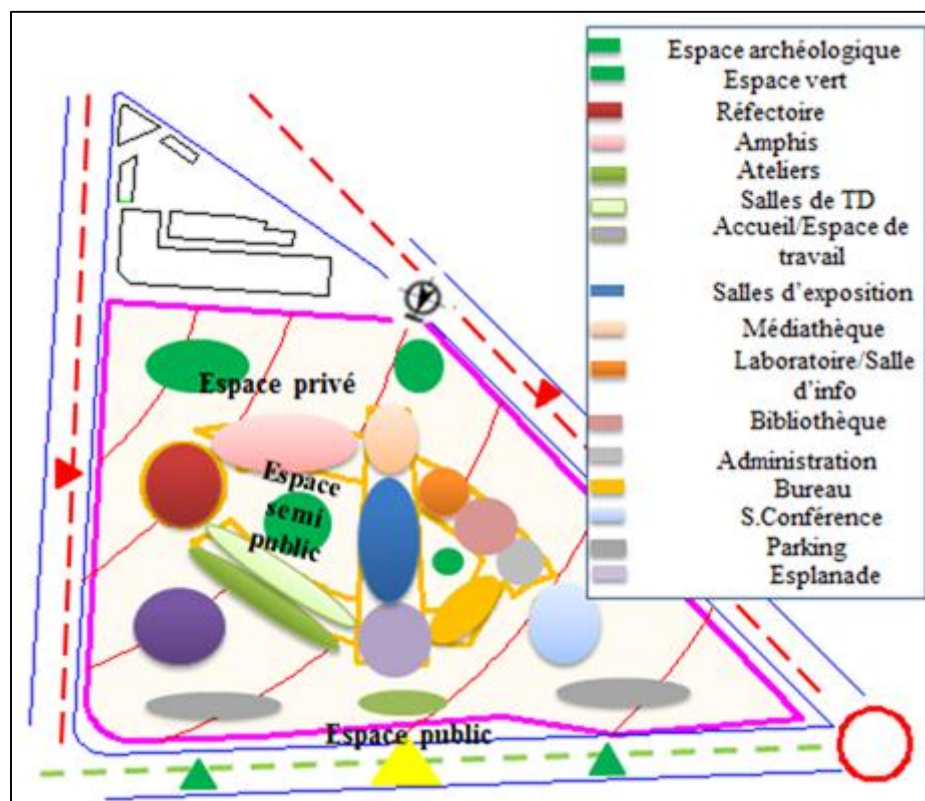 Espace archéologique
Espace vert
Réfectoire
Amphis
Ateliers
Salles de TD
Accueil/Espace de
travail
Salles d'exposition
Médiathèque
Laboratoire/Salle
d'info
Bibliothèque
Administration
Bureau
S.Conférence
Parking
Esplanade
Espace privé
Espace
semi
public
Espace public